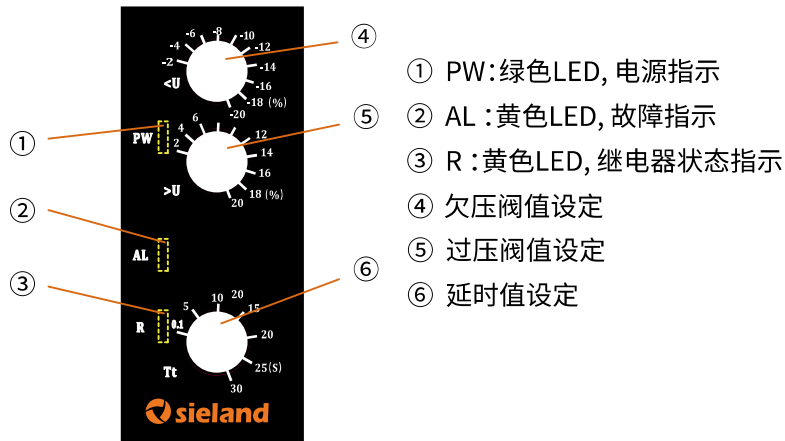 -2 -4 -6 -8 -10 -12 -14 -16 -18 (%) -20
<U
④
2 4 6 12 14 16 18 (%) 20
>U
⑤
PW
①
AL
②
R
③
0.1 5 10 20 15 20 25(S) 30
Tt
⑥
sieland
① PW:绿色LED, 电源指示
② AL :黄色LED, 故障指示
③ R :黄色LED, 继电器状态指示
④ 欠压阀值设定
⑤ 过压阀值设定
⑥ 延时值设定